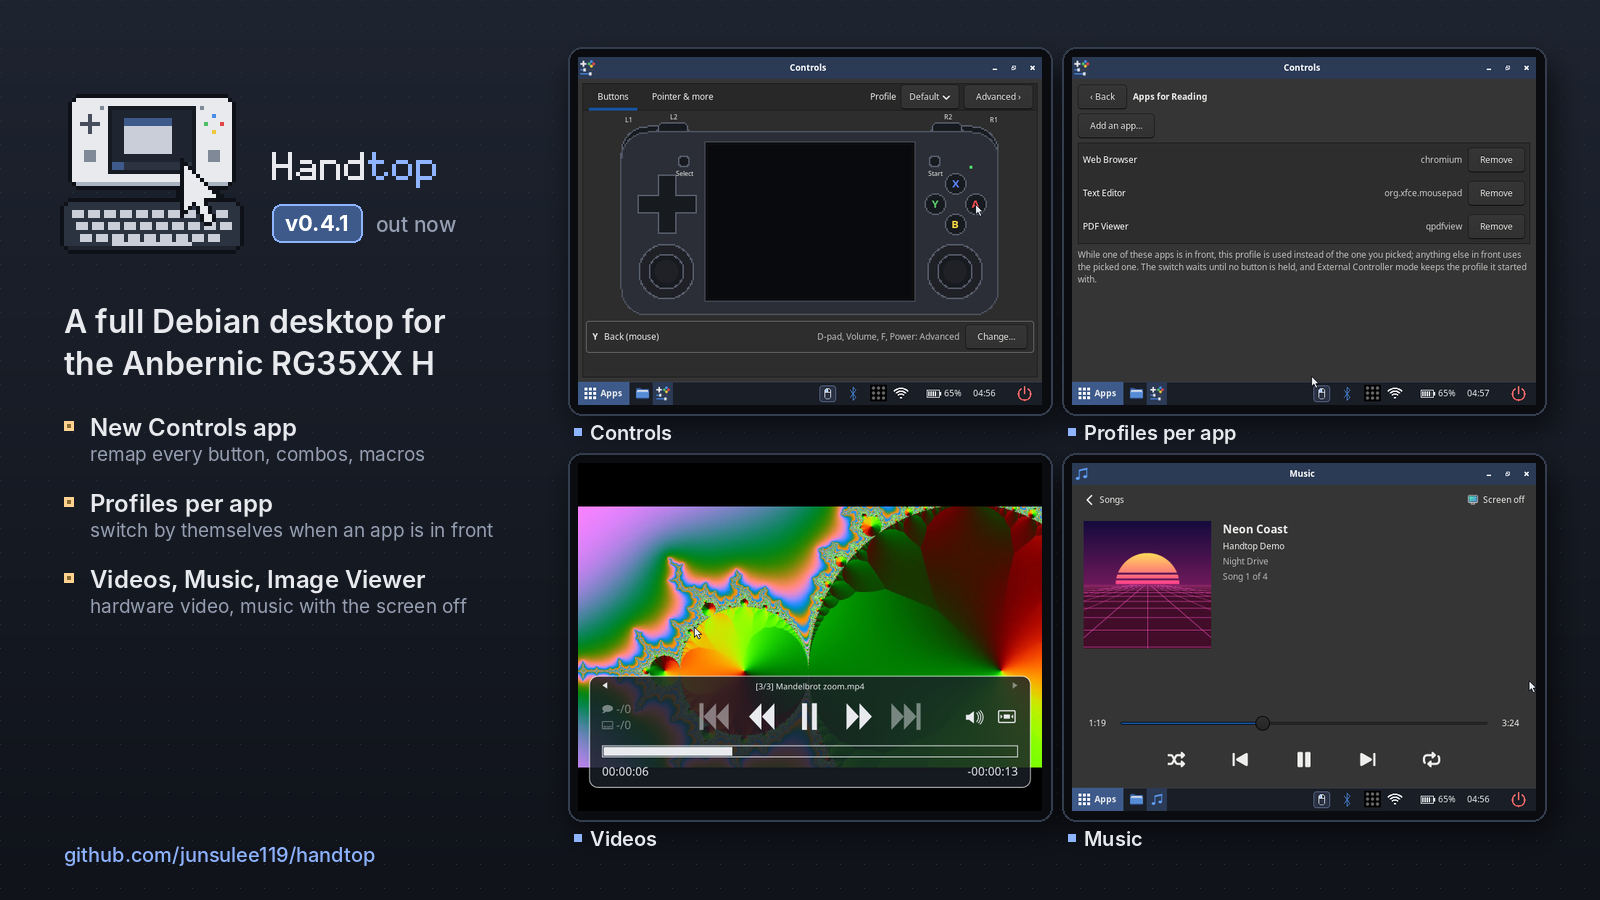 Handtop
v0.4.1 out now
A full Debian desktop for
the Anbernic RG35XX H
New Controls app
remap every button, combos, macros
Profiles per app
switch by themselves when an app is in front
Videos, Music, Image Viewer
hardware video, music with the screen off
github.com/junsulee119/handtop
Controls
Buttons Pointer & more Profile Default Advanced ›
L1 L2 R2 R1
Select Start
X
Y A
B
Y Back (mouse) D-pad, Volume, F, Power: Advanced Change...
Apps 65% 04:56
Controls
Controls
‹ Back Apps for Reading
Add an app...
Web Browser chromium Remove
Text Editor org.xfce.mousepad Remove
PDF Viewer qpdfview Remove
While one of these apps is in front, this profile is used instead of the one you picked; anything else in front uses
the picked one. The switch waits until no button is held, and External Controller mode keeps the profile it started
with.
Apps 65% 04:57
Profiles per app
[3/3] Mandelbrot zoom.mp4
-/0
-/0
00:00:06 -00:00:13
Videos
Music
Songs Screen off
Neon Coast
Handtop Demo
Night Drive
Song 1 of 4
1:19 3:24
Apps 65% 04:56
Music